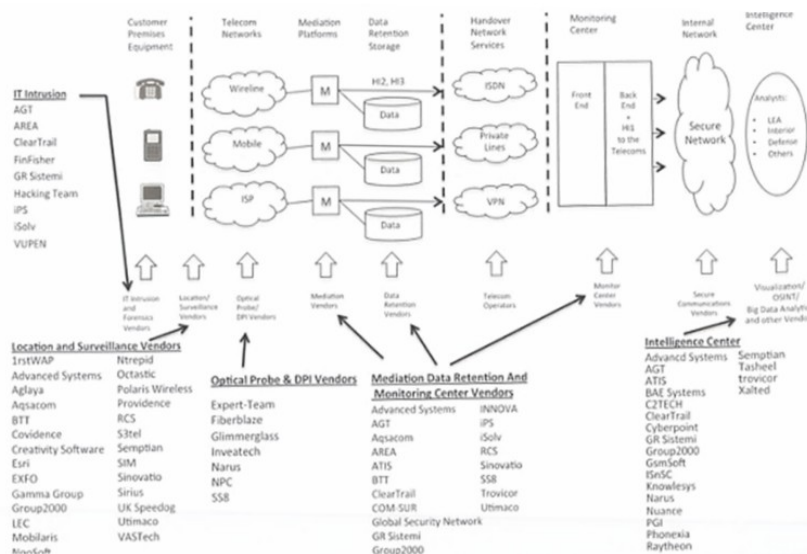 Customer
Premises
Equipment
Telecom
Networks
Mediation
Platforms
Data
Retention
Storage
Handover
Network
Services
Monitoring
Center
Internal
Network
Intelligence
Center
IT Intrusion
AGT
AREA
ClearTrail
FinFisher
GR Sistemi
Hacking Team
iPS
iSolv
VUPEN
Wireline
M
HI2, HI3
Data
ISDN
Mobile
M
Data
Private
Lines
ISP
M
Data
VPN
Front
End
Back
End
+
HI1
to the
Telecoms
Secure
Network
Analysts:
• LEA
• Interior
• Defense
• Others
IT Intrusion
and
Forensics
Vendors
Location/
Surveillance
Vendors
Optical
Probe/
DPI Vendors
Mediation
Vendors
Data
Retention
Vendors
Telecom
Operators
Monitor
Center
Vendors
Secure
Communications
Vendors
Visualization/
OSINT/
Big Data Analytic
and other Vendo
Location and Surveillance Vendors
1rstWAP
Advanced Systems
Aglaya
Aqsacom
BTT
Covidence
Creativity Software
Esri
EXFO
Gamma Group
Group2000
LEC
Mobilaris
NeoSoft
Ntrepid
Octastic
Polaris Wireless
Providence
RCS
S3tel
Semptian
SIM
Sinovatio
Sirius
UK Speedog
Utimaco
VASTech
Optical Probe & DPI Vendors
Expert-Team
Fiberblaze
Glimmerglass
Inveatech
Narus
NPC
SS8
Mediation Data Retention And
Monitoring Center Vendors
Advanced Systems
AGT
Aqsacom
AREA
ATIS
BTT
ClearTrail
COM-SUR
Global Security Network
GR Sistemi
Group2000
INNOVA
iPS
iSolv
RCS
Sinovatio
SS8
Trovicor
Utimaco
Intelligence Center
Advancd Systems
AGT
ATIS
BAE Systems
C2TECH
ClearTrail
Cyberpoint
GR Sistemi
Group2000
GsmSoft
ISnSC
Knowlesys
Narus
Nuance
PGI
Phonexia
Raytheon
Semptian
Tasheel
trovicor
Xalted